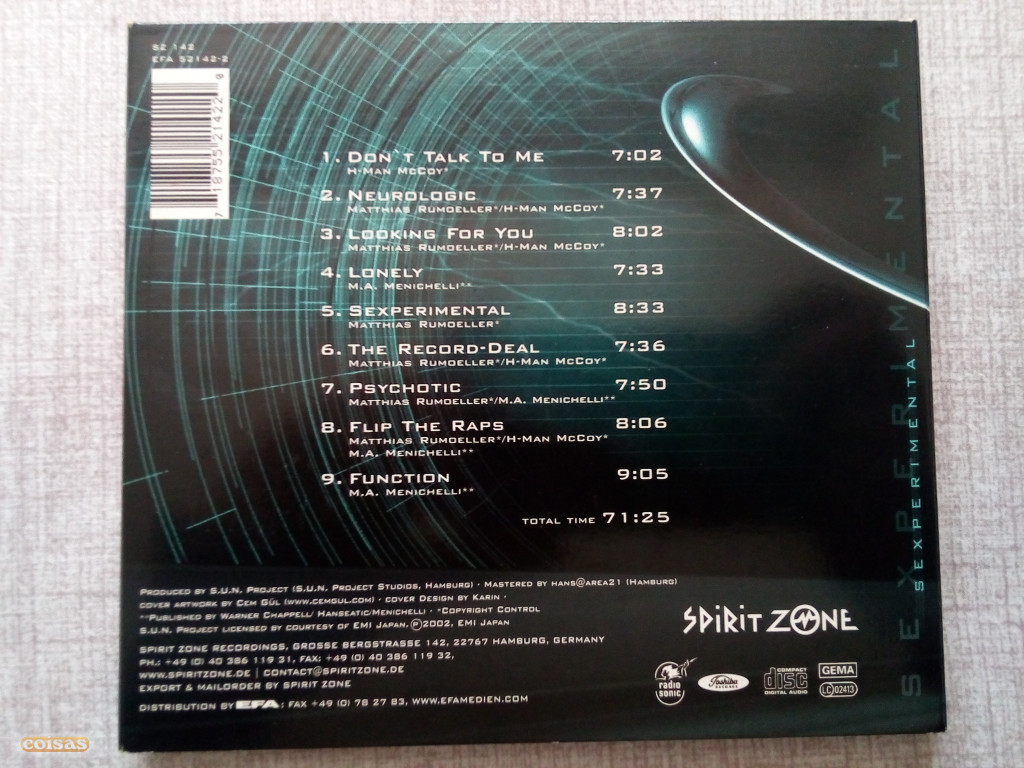 SZ 142
EFA 52142-2
7 18755 21422 9
1. Don`t Talk To Me 7:02
H-Man McCoy*
2. Neurologic 7:37
Matthias Rumoeller*/H-Man McCoy*
3. Looking For You 8:02
Matthias Rumoeller*/H-Man McCoy*
4. Lonely 7:33
M.A. Menichelli**
5. Sexperimental 8:33
Matthias Rumoeller*
6. The Record-Deal 7:36
Matthias Rumoeller*/H-Man McCoy*
7. Psychotic 7:50
Matthias Rumoeller*/M.A. Menichelli**
8. Flip The Raps 8:06
Matthias Rumoeller*/H-Man McCoy*
M.A. Menichelli**
9. Function 9:05
M.A. Menichelli**
total time 71:25
Produced by S.U.N. Project (S.U.N. Project Studios, Hamburg) · Mastered by hans@area21 (Hamburg)
cover artwork by Cem Gül (www.cemgul.com) · cover Design by Karin ·
**Published by Warner Chappell/ Hanseatic/Menichelli · *Copyright Control
S.U.N. Project licensed by courtesy of EMI Japan, Ⓟ2002, EMI Japan
Spirit Zone Recordings, Grosse Bergstrasse 142, 22767 Hamburg, Germany
Ph.: +49 (0) 40 386 119 31, Fax: +49 (0) 40 386 119 32,
www.spiritzone.de | contact@spiritzone.de
Export & Mailorder by Spirit Zone
Distribution by EFA: Fax +49 (0) 78 27 83, www.efamedien.com
SPIRIT ZONE
radio sonic
Toshiba RECORDS
COMPACT disc DIGITAL AUDIO
GEMA
LC 02413
SEXPERIMENTAL
SEXPERIMENTAL
coisas